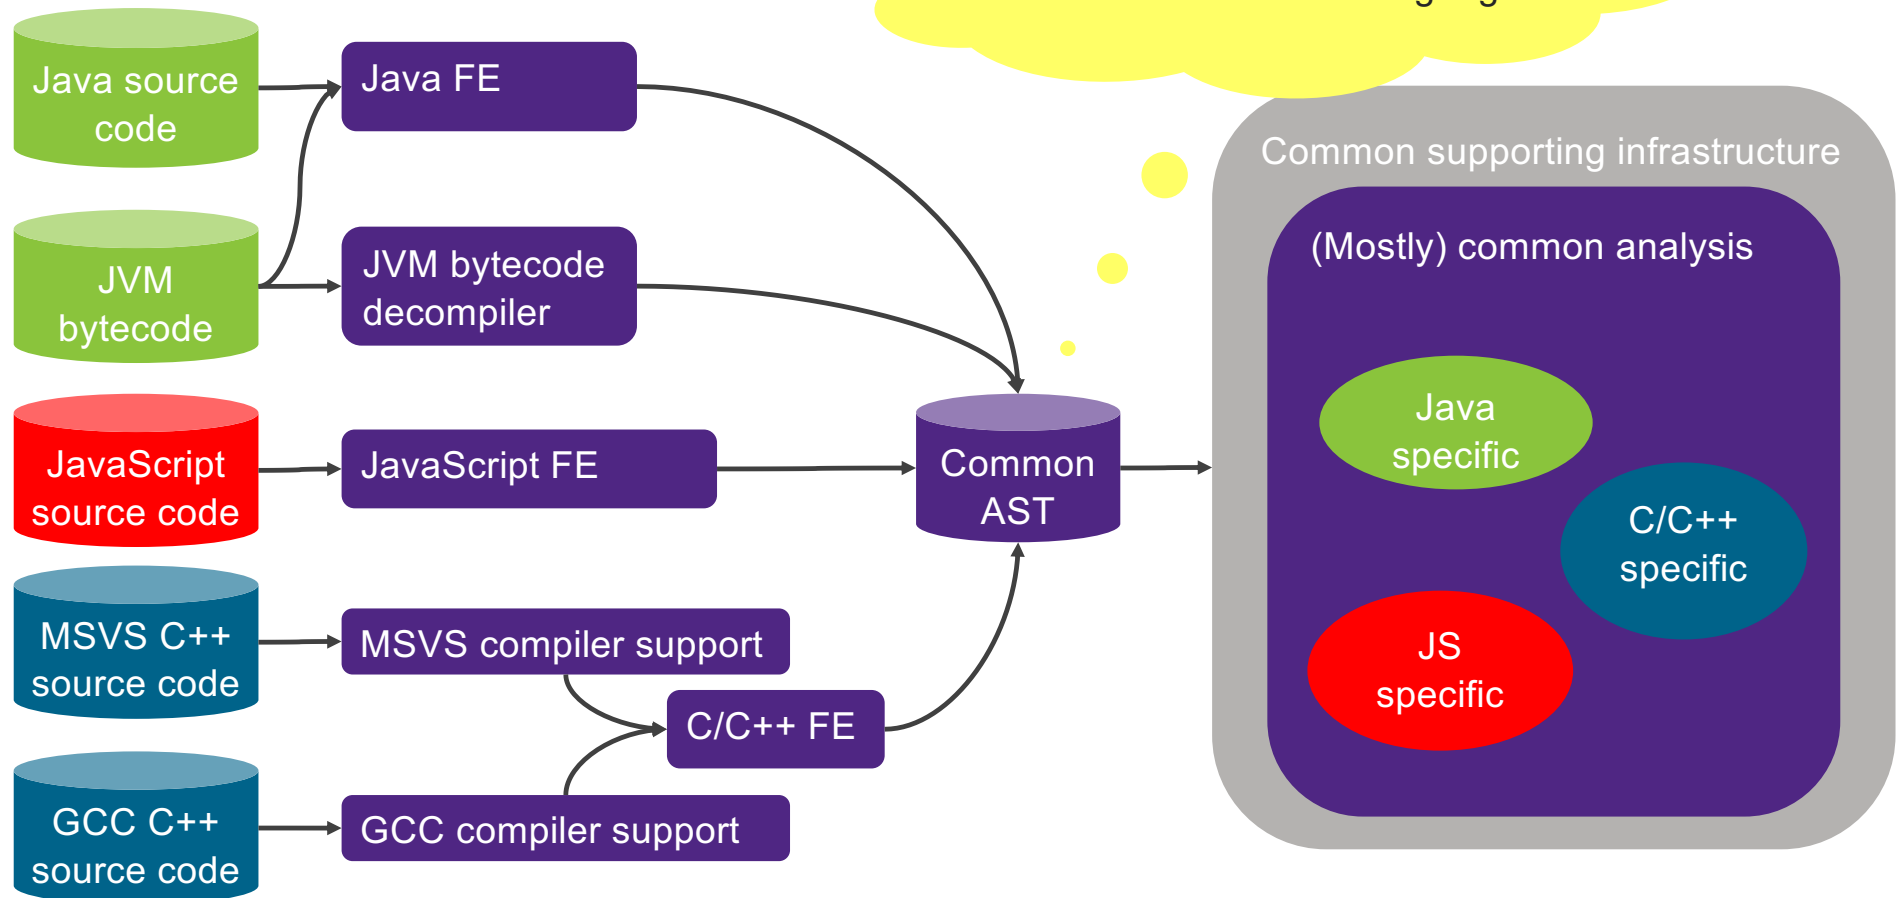 Java source
code
Java FE
Common supporting infrastructure
(Mostly) common analysis
JVM
bytecode
JVM bytecode
decompiler
Java
specific
JavaScript
source code
JavaScript FE
Common
AST
C/C++
specific
MSVS C++
source code
MSVS compiler support
JS
specific
C/C++ FE
GCC C++
source code
GCC compiler support